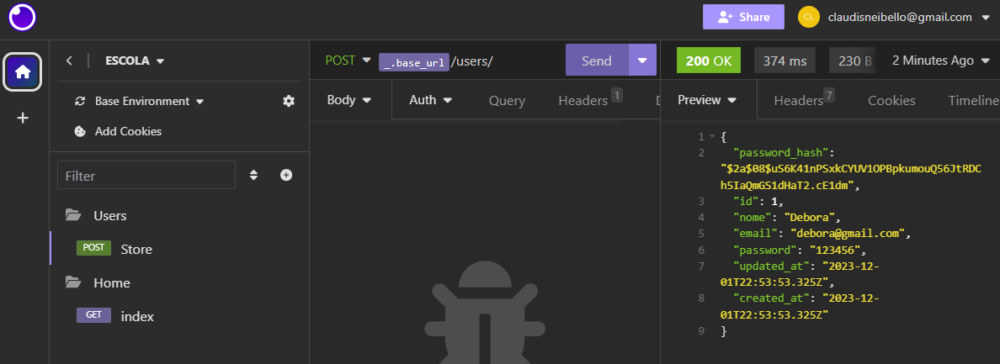 Share
CL
claudisneibello@gmail.com
ESCOLA
POST
_.base_url
/users/
Send
200 OK
374 ms
230 B
2 Minutes Ago
Base Environment
Add Cookies
Body
Auth
Query
Headers 1
Preview
Headers 7
Cookies
Timeline
Filter
Users
POST Store
Home
GET index
1 {
2 "password_hash":
"$2a$08$uS6K41nPSxkCYUV1OPBpkumouQ56JtRDC
h5IaQmGS1dHaT2.cE1dm",
3 "id": 1,
4 "nome": "Debora",
5 "email": "debora@gmail.com",
6 "password": "123456",
7 "updated_at": "2023-12-
01T22:53:53.325Z",
8 "created_at": "2023-12-
01T22:53:53.325Z"
9 }